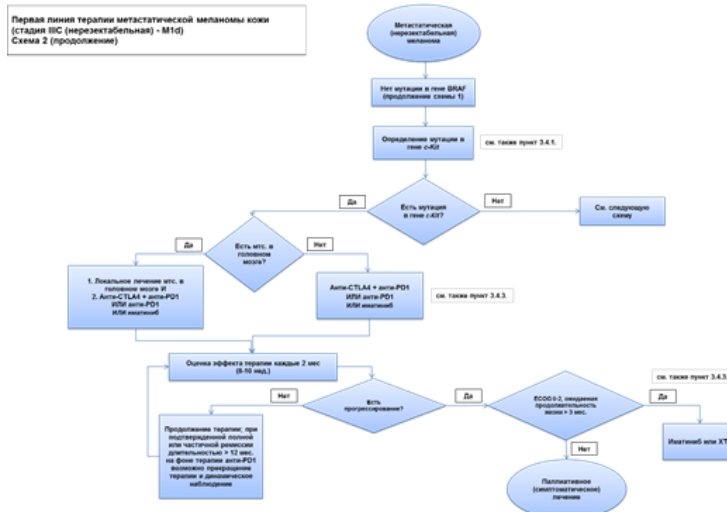 Первая линия терапии метастатической меланомы кожи
(стадия IIIC (нерезектабельная) - M1d)
Схема 2 (продолжение)
Метастатическая
(нерезектабельная)
меланома
Нет мутации в гене BRAF
(продолжение схемы 1)
Определение мутации в
гене c-Kit
см. также пункт 3.4.1.
Есть мутация
в гене c-Kit?
Да
Нет
См. следующую
схему
Есть мтс. в
головном
мозге?
Да
Нет
1. Локальное лечение мтс. в
головном мозге И
2. Анти-CTLA4 + анти-PD1
ИЛИ анти-PD1
ИЛИ иматиниб
Анти-CTLA4 + анти-PD1
ИЛИ анти-PD1
ИЛИ иматиниб
см. также пункт 3.4.3.
Оценка эффекта терапии каждые 2 мес
(8-10 нед.)
Есть
прогрессирование?
Нет
Да
Продолжение терапии; при
подтвержденной полной
или частичной ремиссии
длительностью > 12 мес.
на фоне терапии анти-PD1
возможно прекращение
терапии и динамическое
наблюдение
ECOG 0-2, ожидаемая
продолжительность
жизни > 3 мес.
см. также пункт 3.4.3
Да
Иматиниб или ХТ
Нет
Паллиативное
(симптоматическое)
лечение